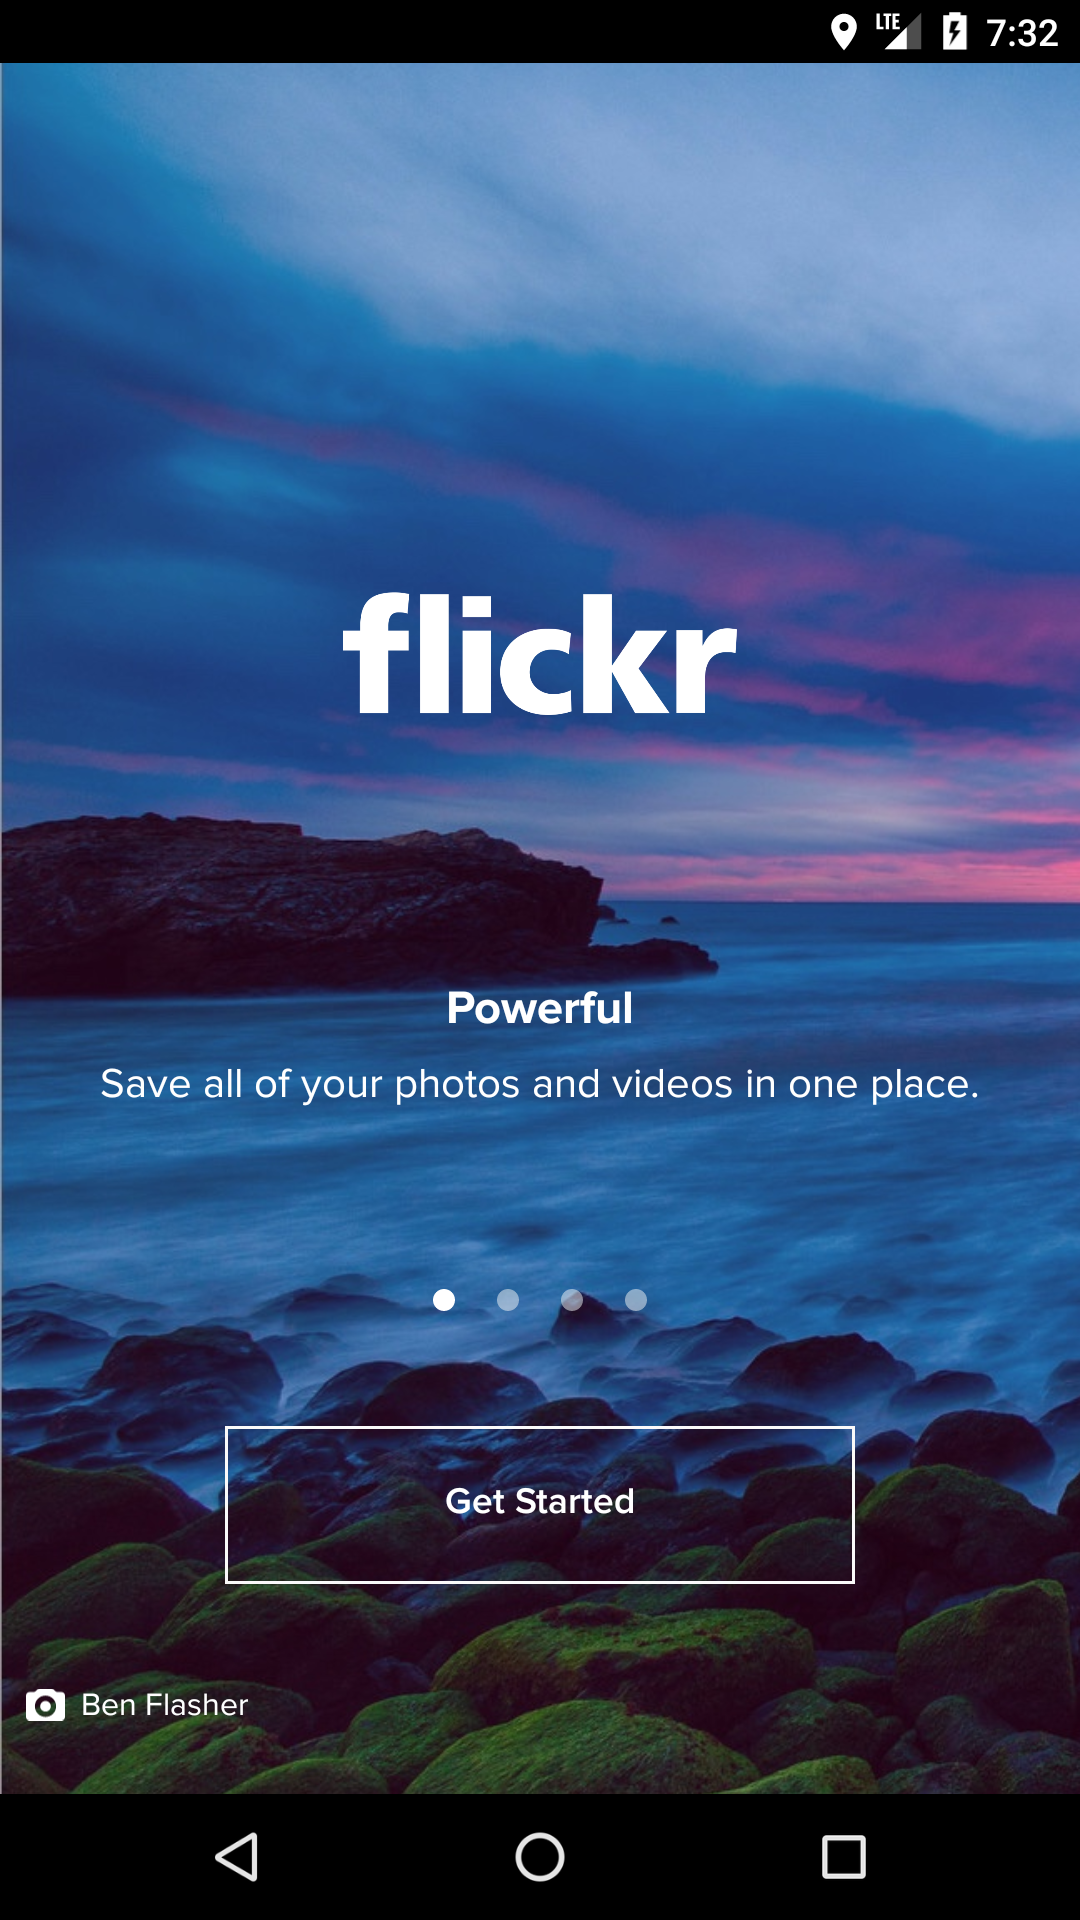 LTE 7:32
flickr
Powerful
Save all of your photos and videos in one place.
Get Started
Ben Flasher